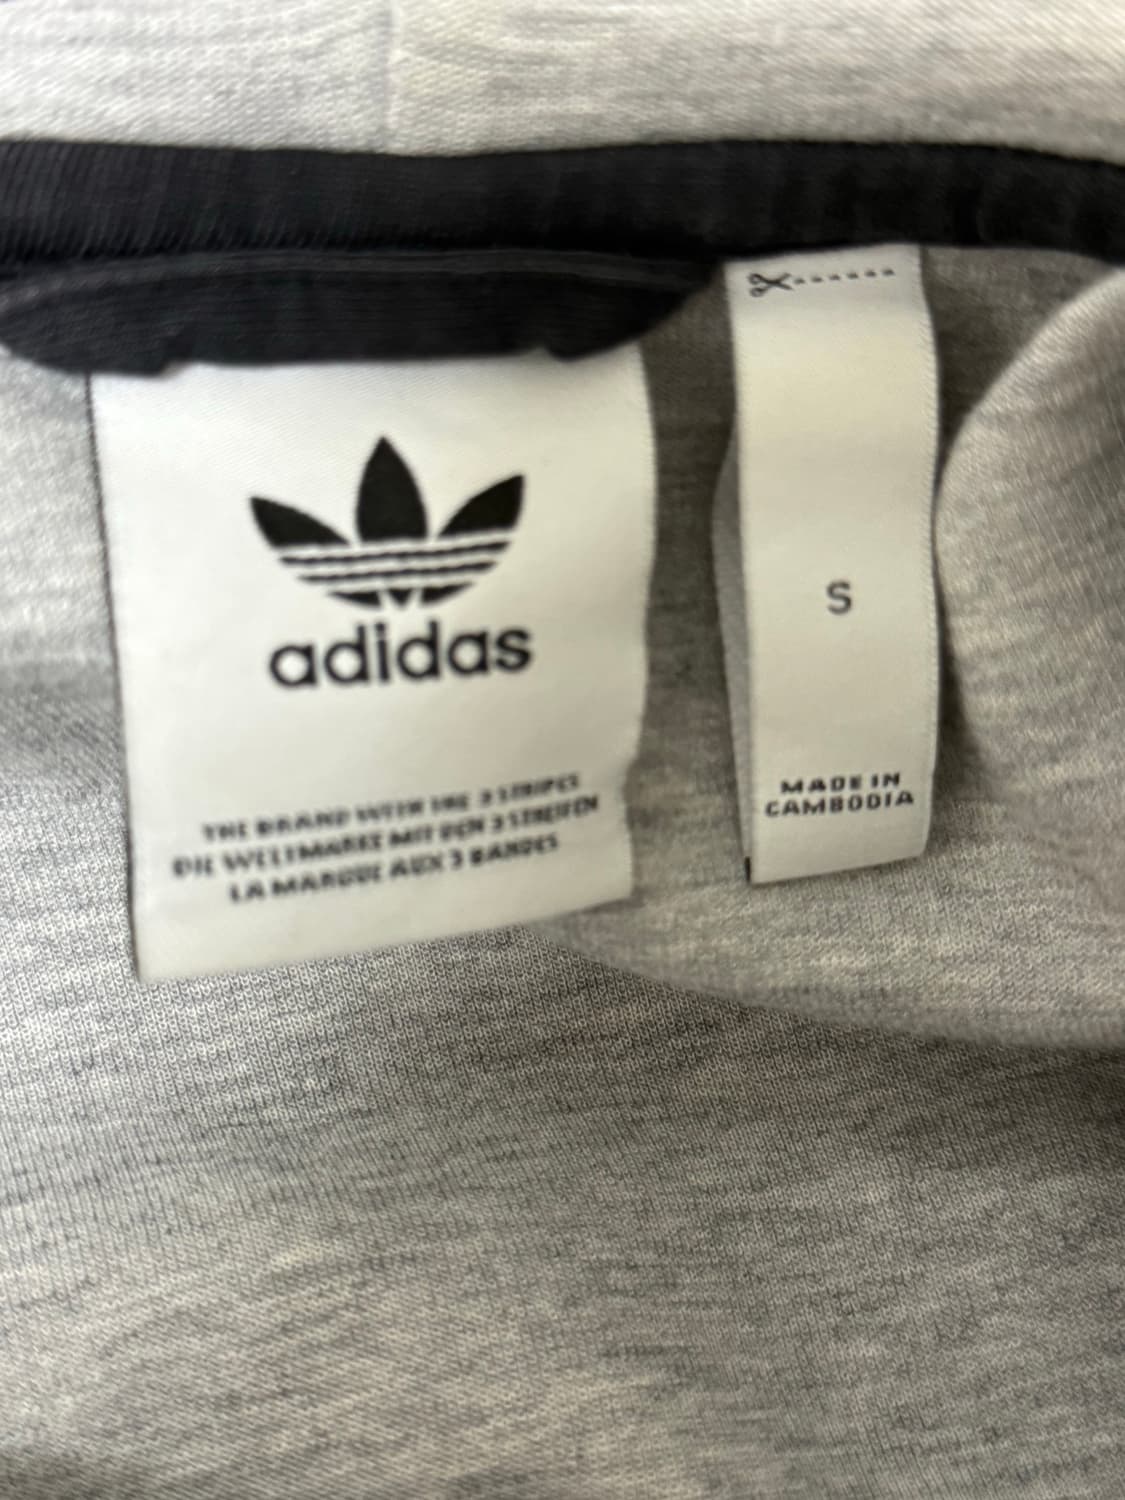 adidas
THE BRAND WITH THE 3 STRIPES
DIE WELTMARKE MIT DEN 3 STREIFEN
LA MARQUE AUX 3 BANDES
S
MADE IN
CAMBODIA